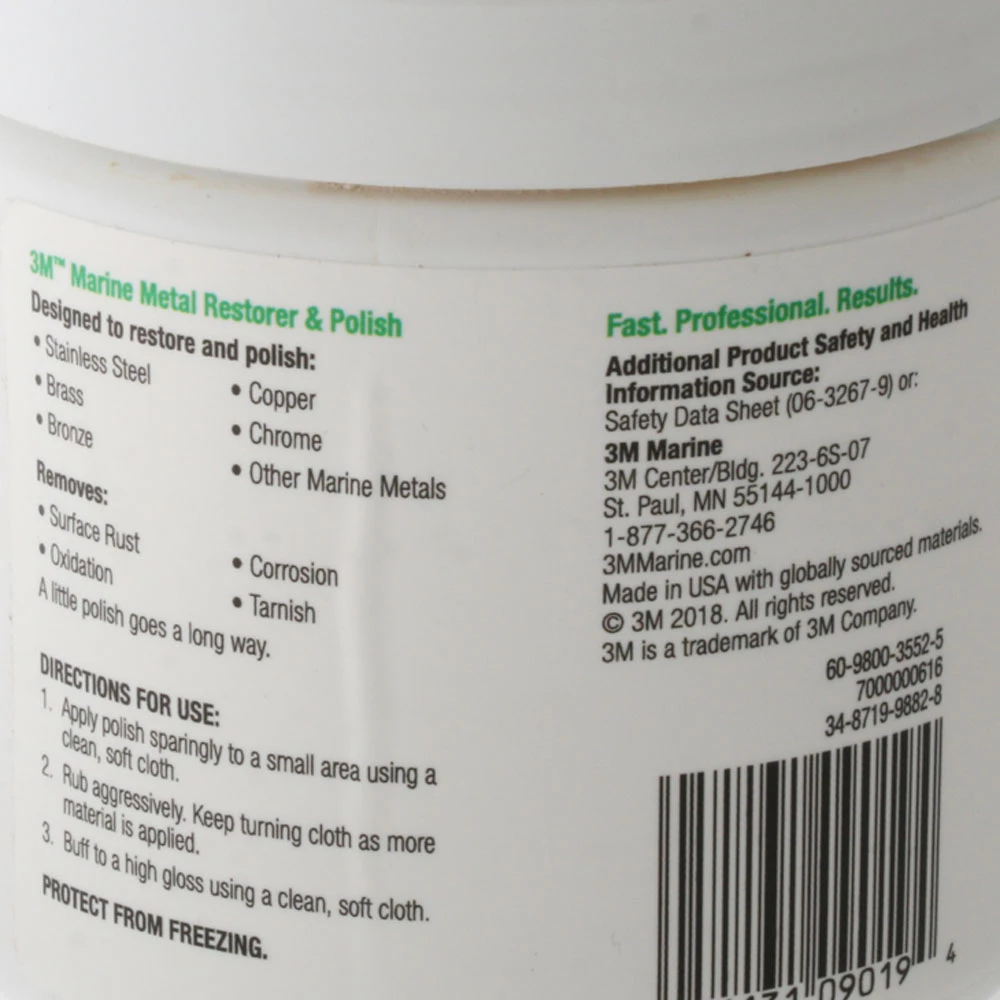 3M™ Marine Metal Restorer & Polish
Designed to restore and polish:
• Stainless Steel
• Brass
• Bronze
• Copper
• Chrome
• Other Marine Metals
Removes:
• Surface Rust
• Oxidation
• Corrosion
• Tarnish
A little polish goes a long way.
DIRECTIONS FOR USE:
1. Apply polish sparingly to a small area using a
clean, soft cloth.
2. Rub aggressively. Keep turning cloth as more
material is applied.
3. Buff to a high gloss using a clean, soft cloth.
PROTECT FROM FREEZING.
Fast. Professional. Results.
Additional Product Safety and Health
Information Source:
Safety Data Sheet (06-3267-9) or:
3M Marine
3M Center/Bldg. 223-6S-07
St. Paul, MN 55144-1000
1-877-366-2746
3MMarine.com
Made in USA with globally sourced materials.
© 3M 2018. All rights reserved.
3M is a trademark of 3M Company.
60-9800-3552-5
7000000616
34-8719-9882-8
09019 4